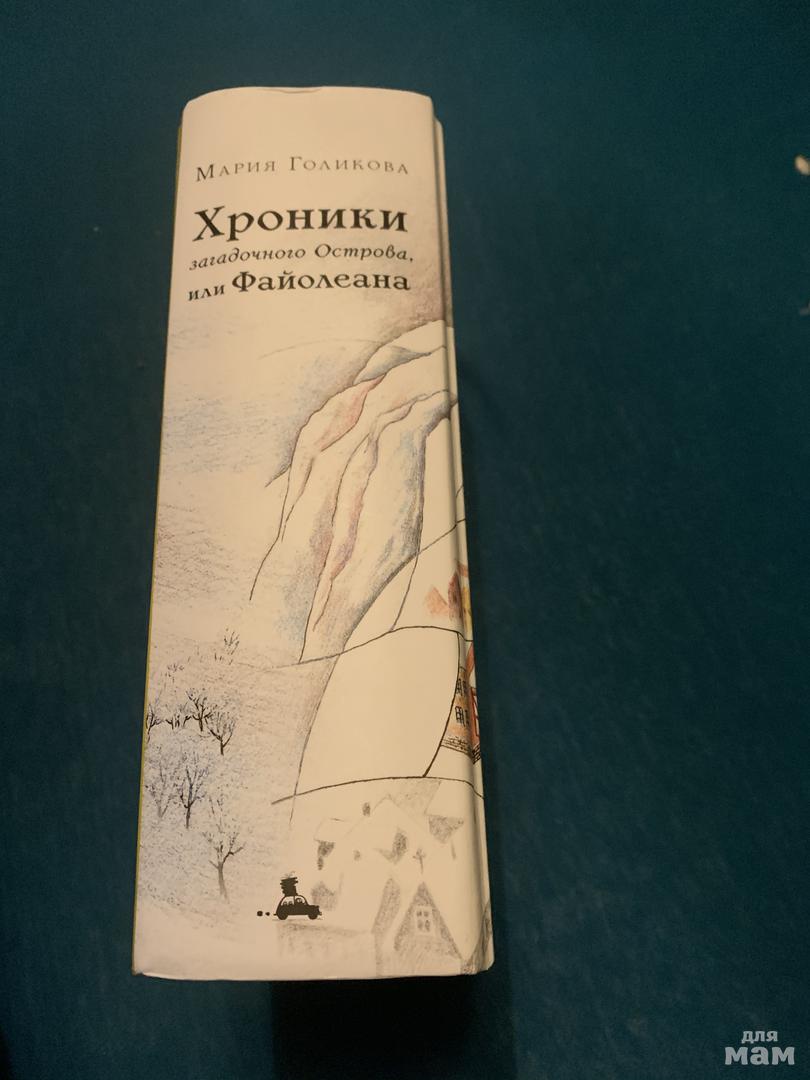 Мария Голикова
Хроники
загадочного Острова,
или Файолеана
для
мам